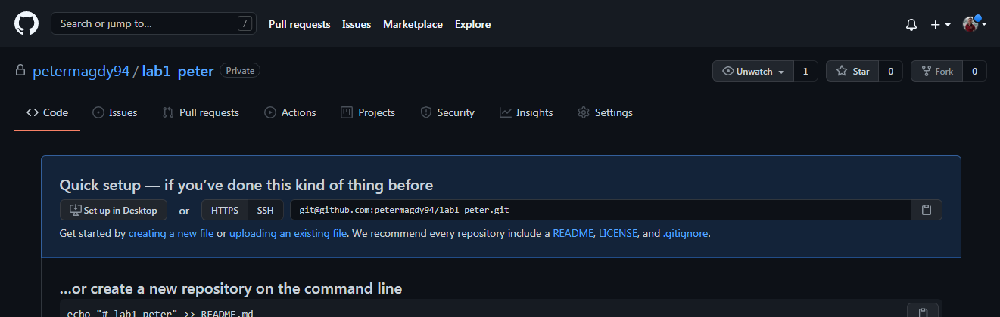 Search or jump to... / Pull requests Issues Marketplace Explore
petermagdy94 / lab1_peter Private Unwatch 1 Star 0 Fork 0
Code Issues Pull requests Actions Projects Security Insights Settings
Quick setup — if you’ve done this kind of thing before
Set up in Desktop or HTTPS SSH git@github.com:petermagdy94/lab1_peter.git
Get started by creating a new file or uploading an existing file. We recommend every repository include a README, LICENSE, and .gitignore.
…or create a new repository on the command line
echo "# lab1_peter" >> README.md